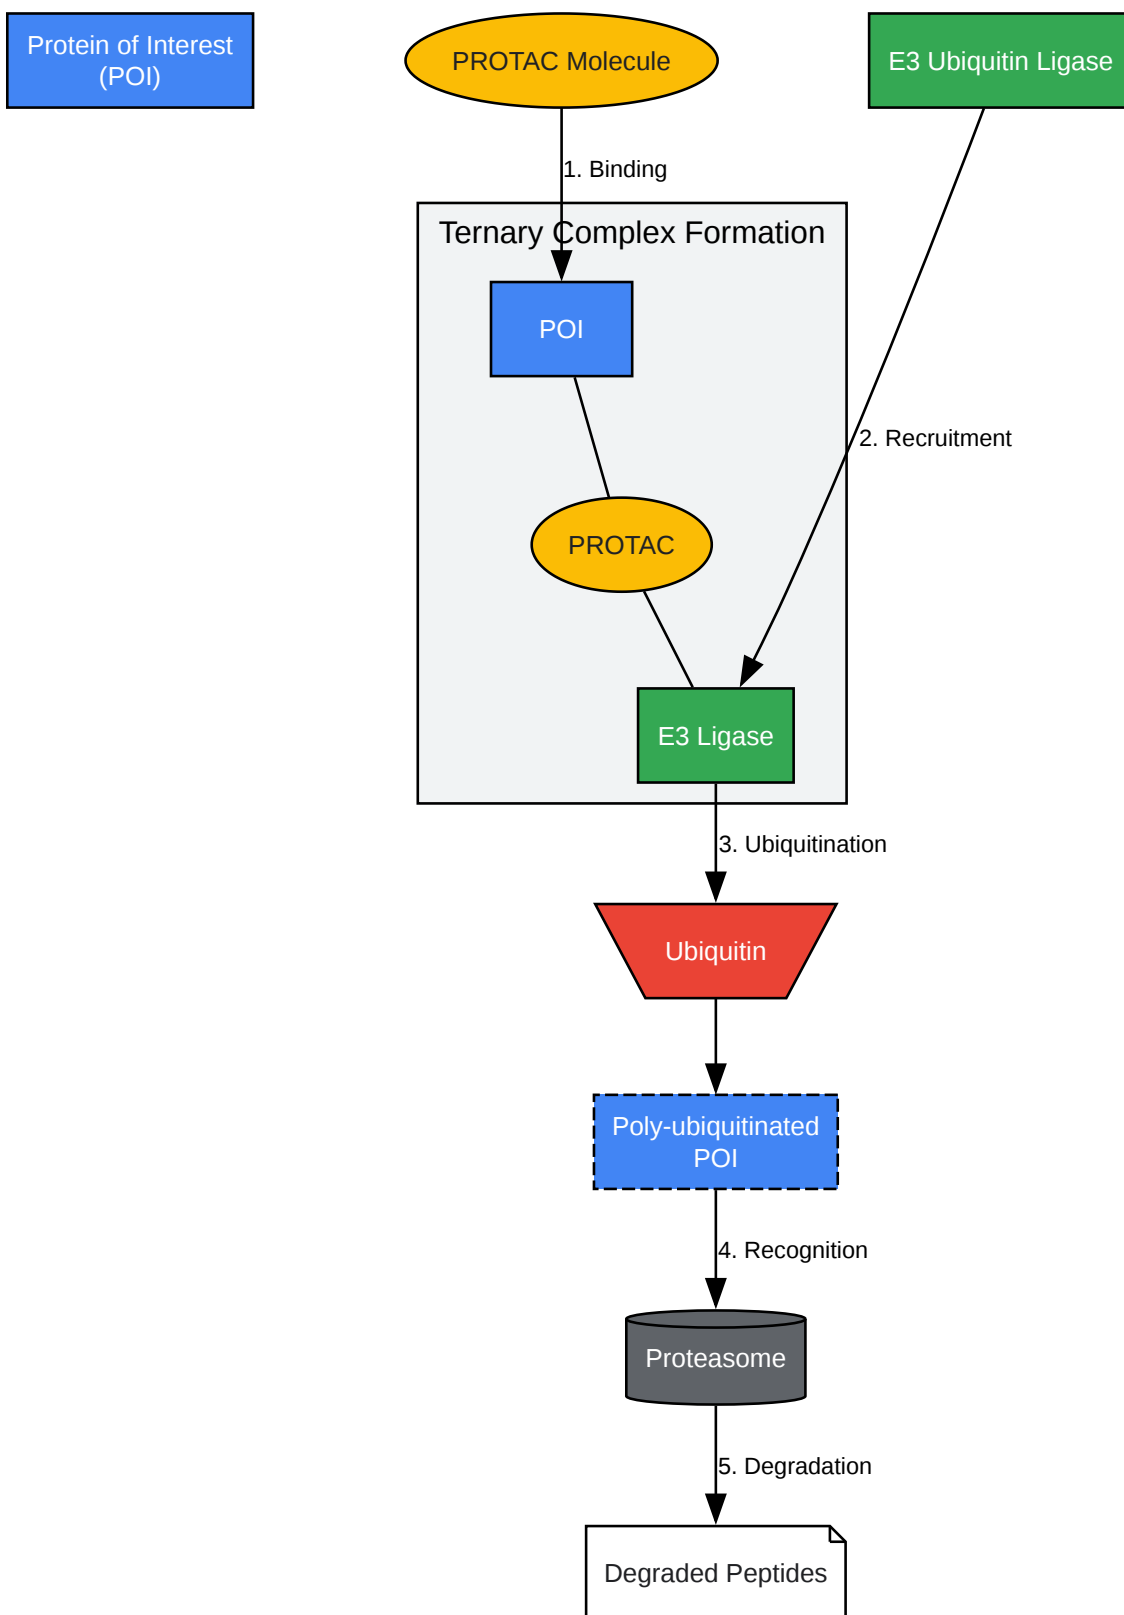 Protein of Interest
(POI)
PROTAC Molecule
E3 Ubiquitin Ligase
1. Binding
Ternary Complex Formation
POI
2. Recruitment
PROTAC
E3 Ligase
3. Ubiquitination
Ubiquitin
Poly-ubiquitinated
POI
4. Recognition
Proteasome
5. Degradation
Degraded Peptides